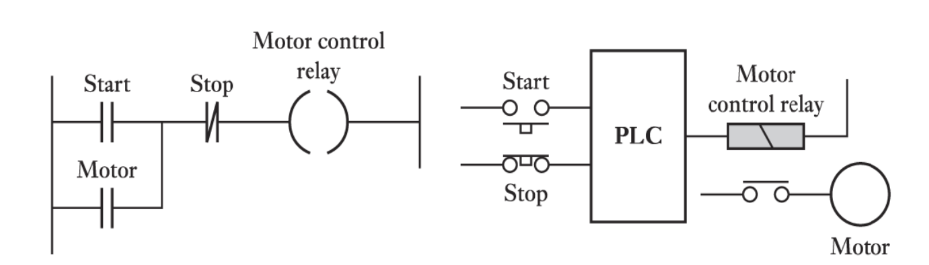 Motor control
relay
Start
Stop
Motor
Start
PLC
Stop
Motor
control relay
Motor